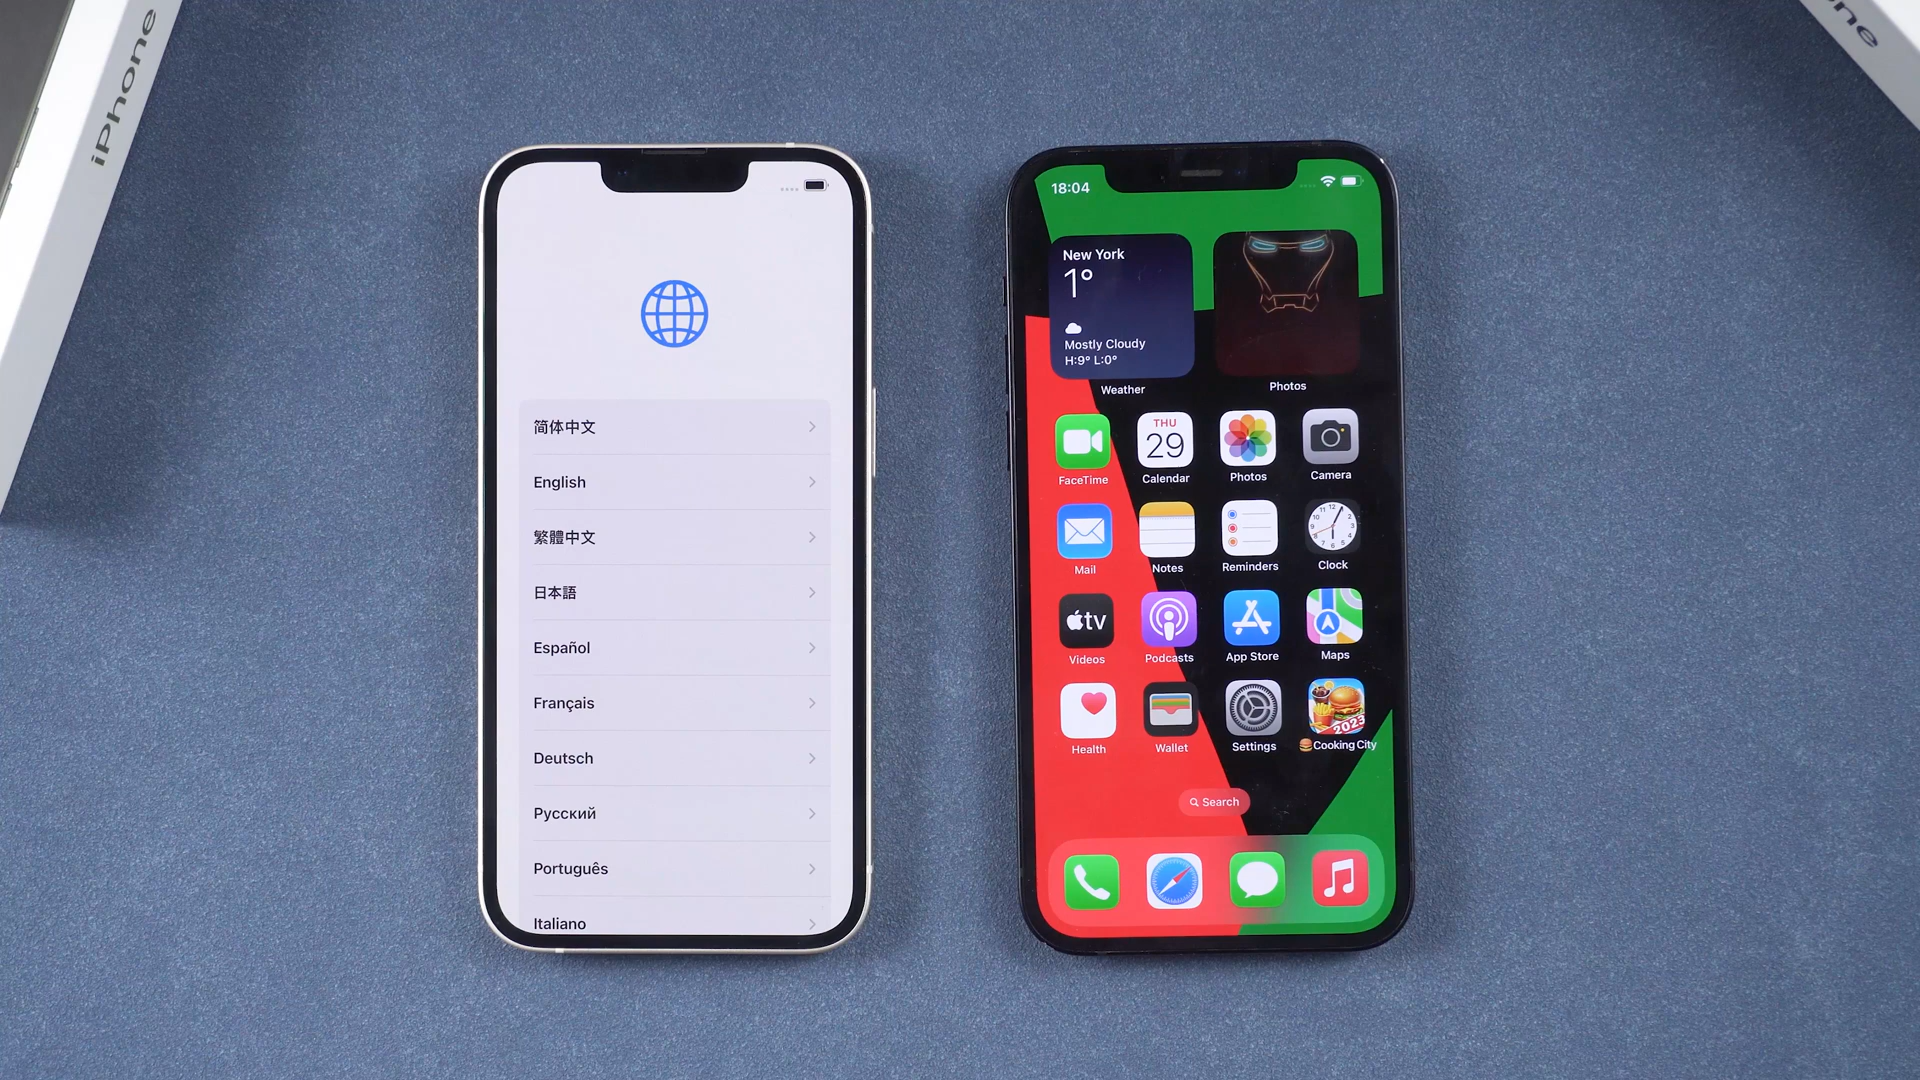 iPhone
ne
简体中文
English
繁體中文
日本語
Español
Français
Deutsch
Русский
Português
Italiano
18:04
New York
1°
Mostly Cloudy
H:9° L:0°
Weather
Photos
THU
29
FaceTime
Calendar
Photos
Camera
Mail
Notes
Reminders
Clock
tv
Videos
Podcasts
App Store
Maps
2023
Health
Wallet
Settings
🍔Cooking City
Search